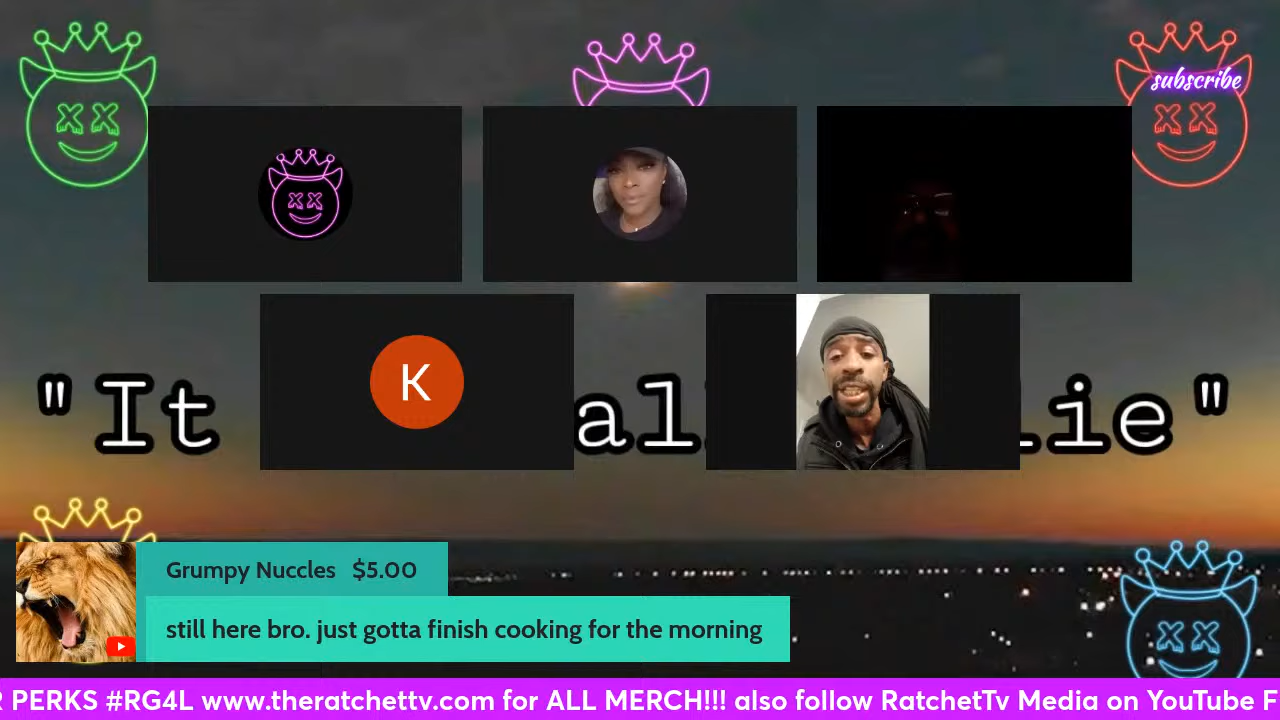 subscribe
K
"It al ie"
Grumpy Nuccles $5.00
still here bro. just gotta finish cooking for the morning
R PERKS #RG4L www.theratchettv.com for ALL MERCH!!! also follow RatchetTv Media on YouTube F